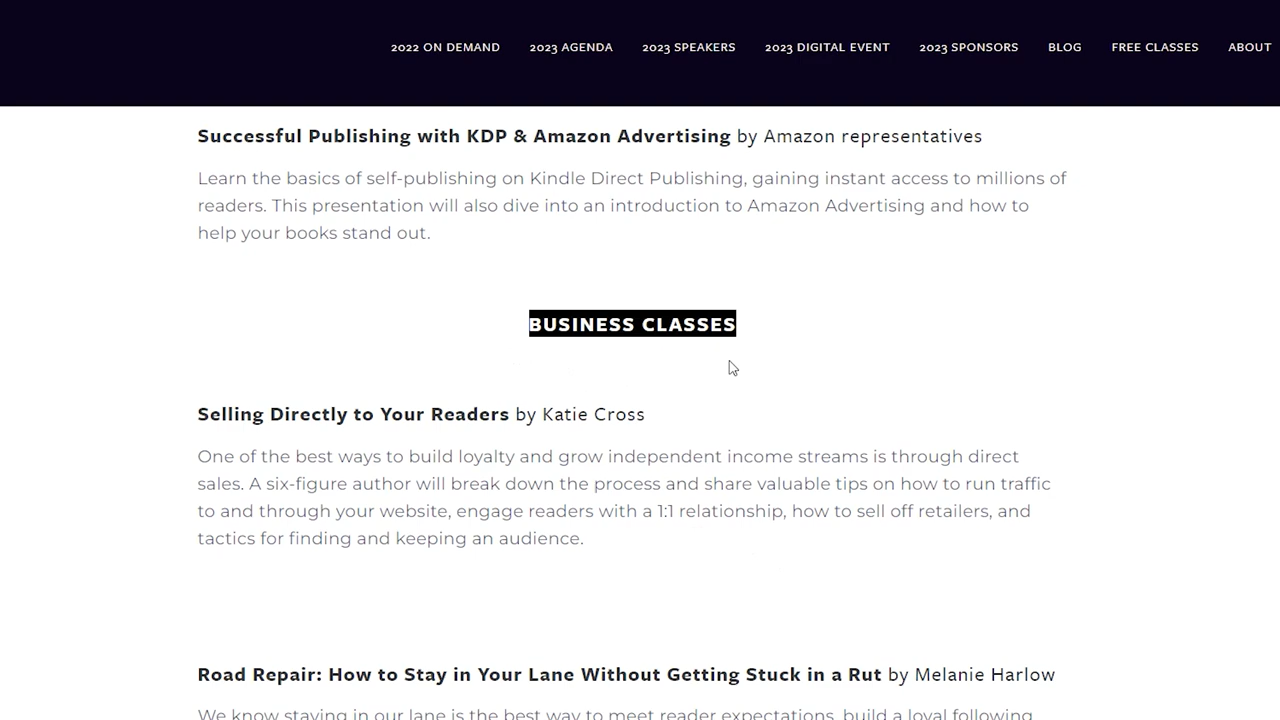 2022 ON DEMAND 2023 AGENDA 2023 SPEAKERS 2023 DIGITAL EVENT 2023 SPONSORS BLOG FREE CLASSES ABOUT
Successful Publishing with KDP & Amazon Advertising by Amazon representatives
Learn the basics of self-publishing on Kindle Direct Publishing, gaining instant access to millions of
readers. This presentation will also dive into an introduction to Amazon Advertising and how to
help your books stand out.
BUSINESS CLASSES
Selling Directly to Your Readers by Katie Cross
One of the best ways to build loyalty and grow independent income streams is through direct
sales. A six-figure author will break down the process and share valuable tips on how to run traffic
to and through your website, engage readers with a 1:1 relationship, how to sell off retailers, and
tactics for finding and keeping an audience.
Road Repair: How to Stay in Your Lane Without Getting Stuck in a Rut by Melanie Harlow
We know staying in our lane is the best way to meet reader expectations, build a loyal following